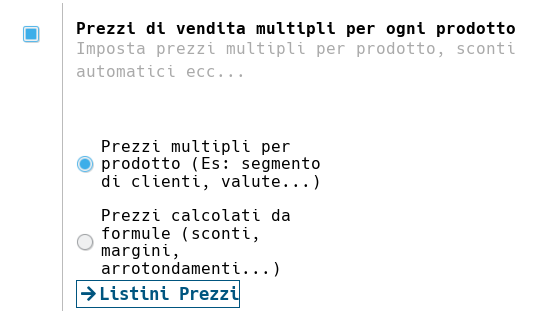 Prezzi di vendita multipli per ogni prodotto
Imposta prezzi multipli per prodotto, sconti
automatici ecc...
Prezzi multipli per
prodotto (Es: segmento
di clienti, valute...)
Prezzi calcolati da
formule (sconti,
margini,
arrotondamenti...)
→Listini Prezzi